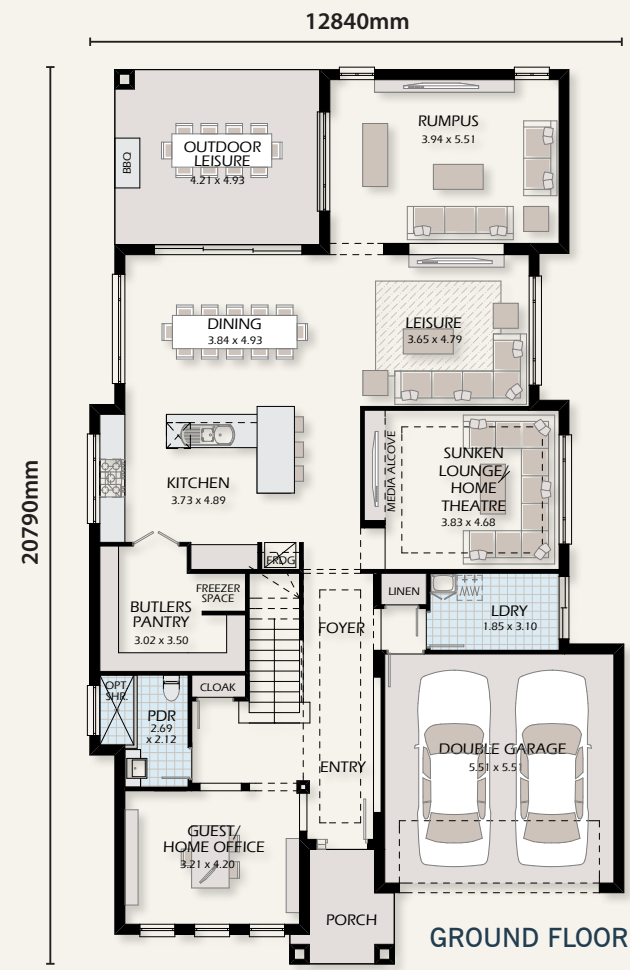 12840mm
20790mm
RUMPUS
3.94 x 5.51
OUTDOOR
LEISURE
4.21 x 4.93
BBQ
DINING
3.84 x 4.93
LEISURE
3.65 x 4.79
KITCHEN
3.73 x 4.89
MEDIA ALCOVE
SUNKEN
LOUNGE/
HOME
THEATRE
3.83 x 4.68
FRDG
FREEZER
SPACE
BUTLERS
PANTRY
3.02 x 3.50
LINEN
MW
LDRY
1.85 x 3.10
FOYER
OPT
SHR.
CLOAK
PDR
2.69
x 2.12
ENTRY
DOUBLE GARAGE
5.51 x 5.51
GUEST/
HOME OFFICE
3.21 x 4.20
PORCH
GROUND FLOOR